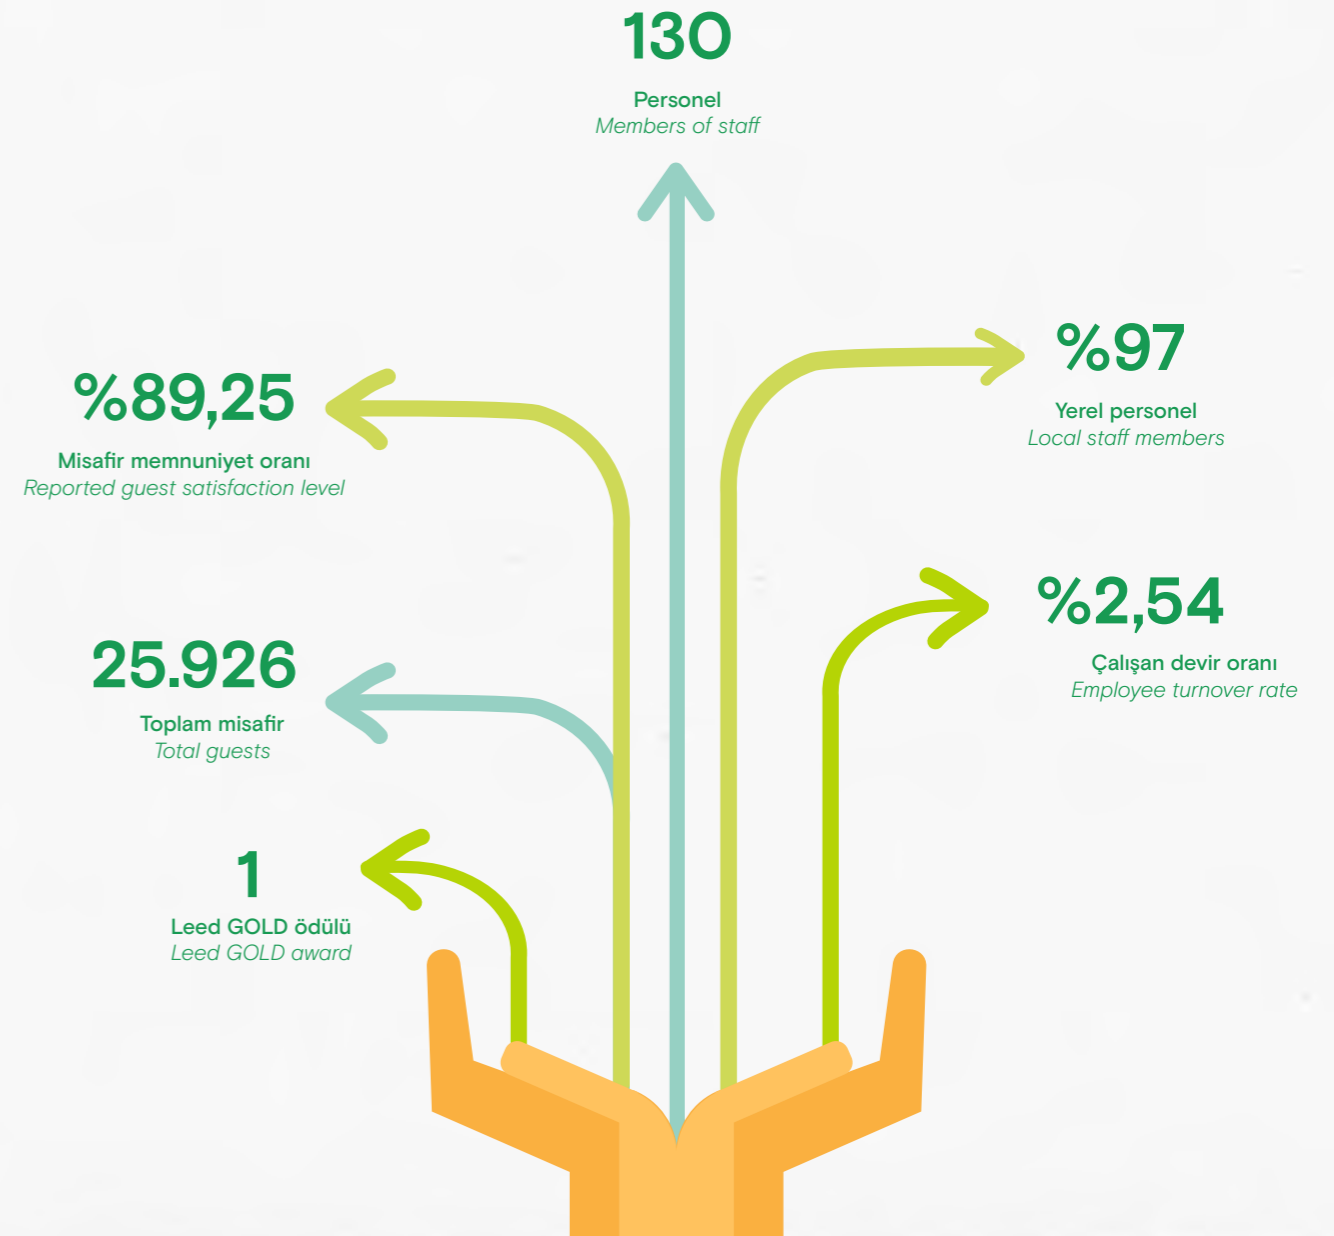 130
Personel
Members of staff
%97
Yerel personel
Local staff members
%89,25
Misafir memnuniyet oranı
Reported guest satisfaction level
%2,54
Çalışan devir oranı
Employee turnover rate
25.926
Toplam misafir
Total guests
1
Leed GOLD ödülü
Leed GOLD award